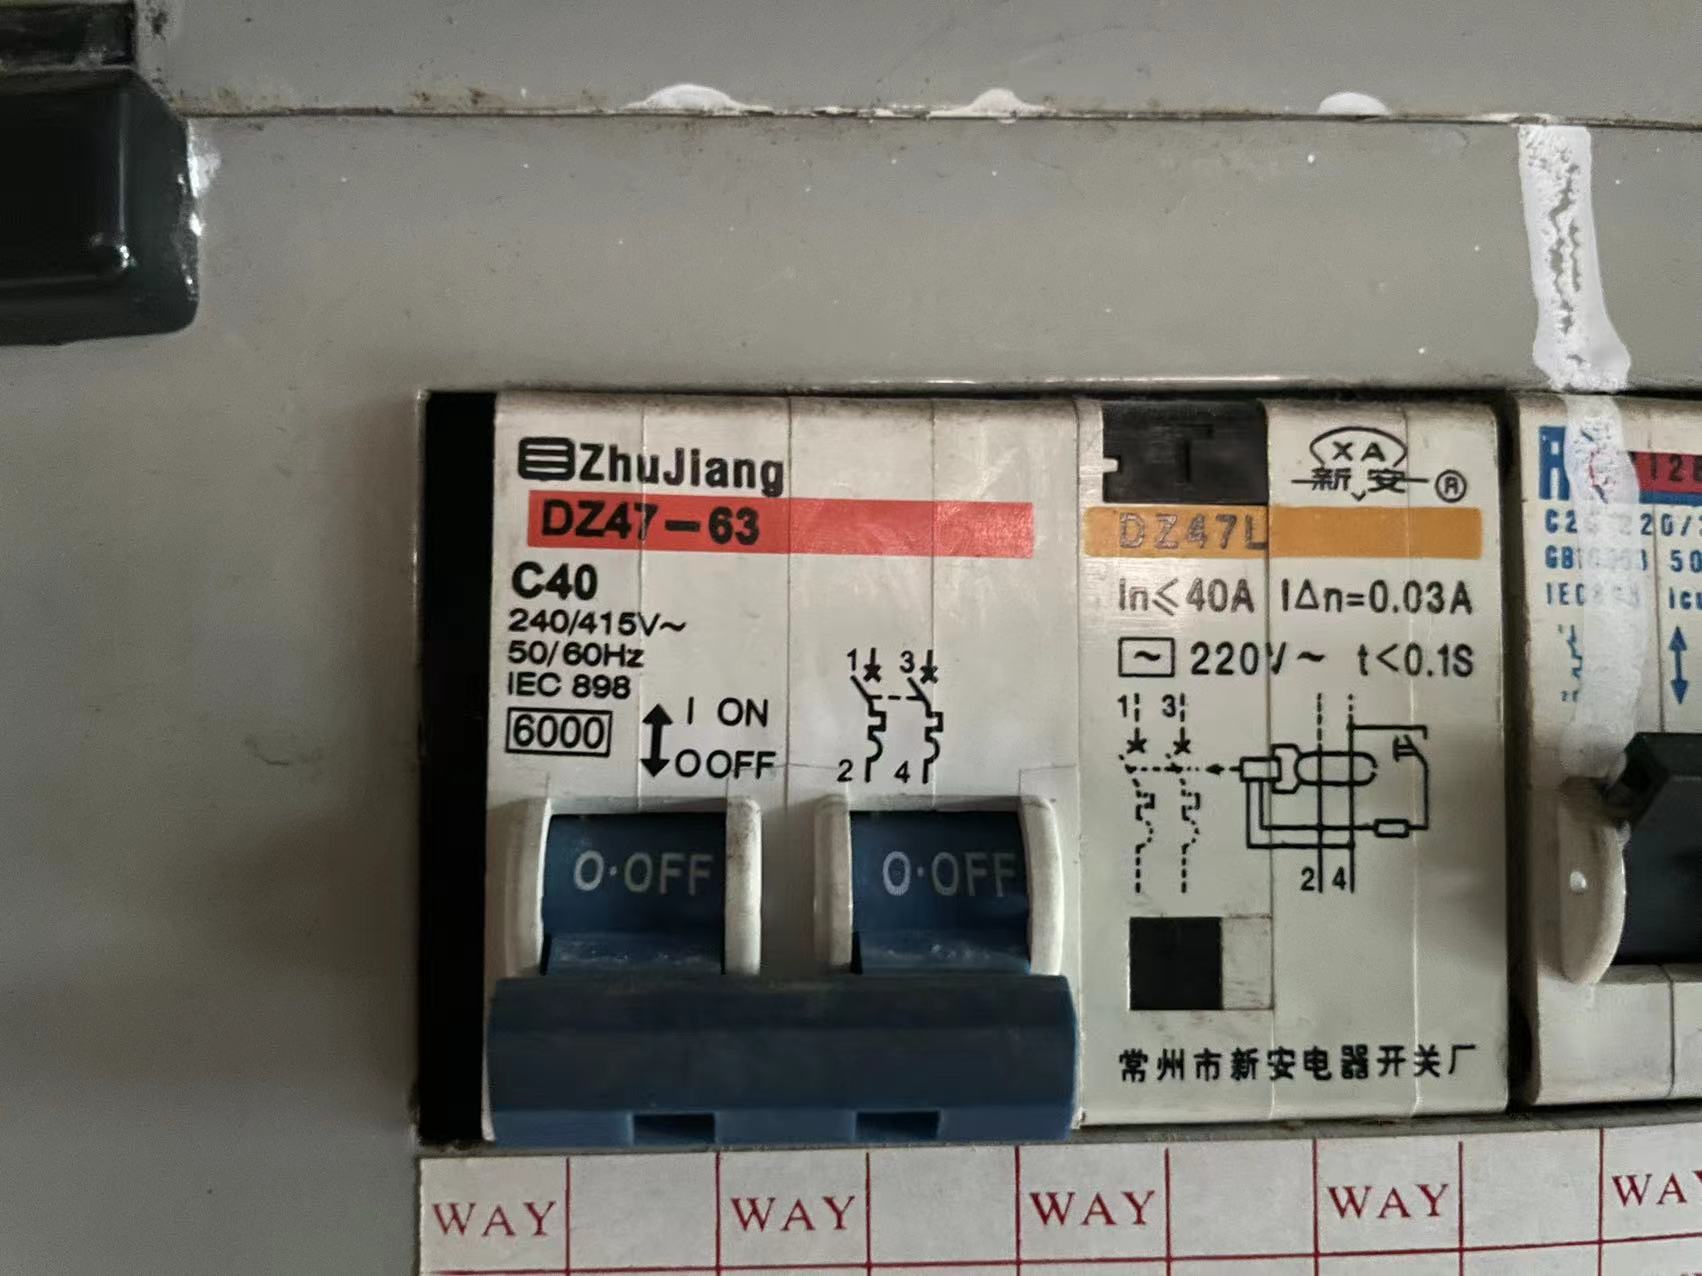 ZhuJiang
DZ47-63
C40
240/415V~
50/60Hz
IEC 898
6000
I ON
O OFF
1 3
2 4
O·OFF
O·OFF
XA
新安®
DZ47L
In≤40A I△n=0.03A
~ 220V~ t<0.1S
1 3
2 4
常州市新安电器开关厂
50
IEC
WAY
WAY
WAY
WAY
WAY